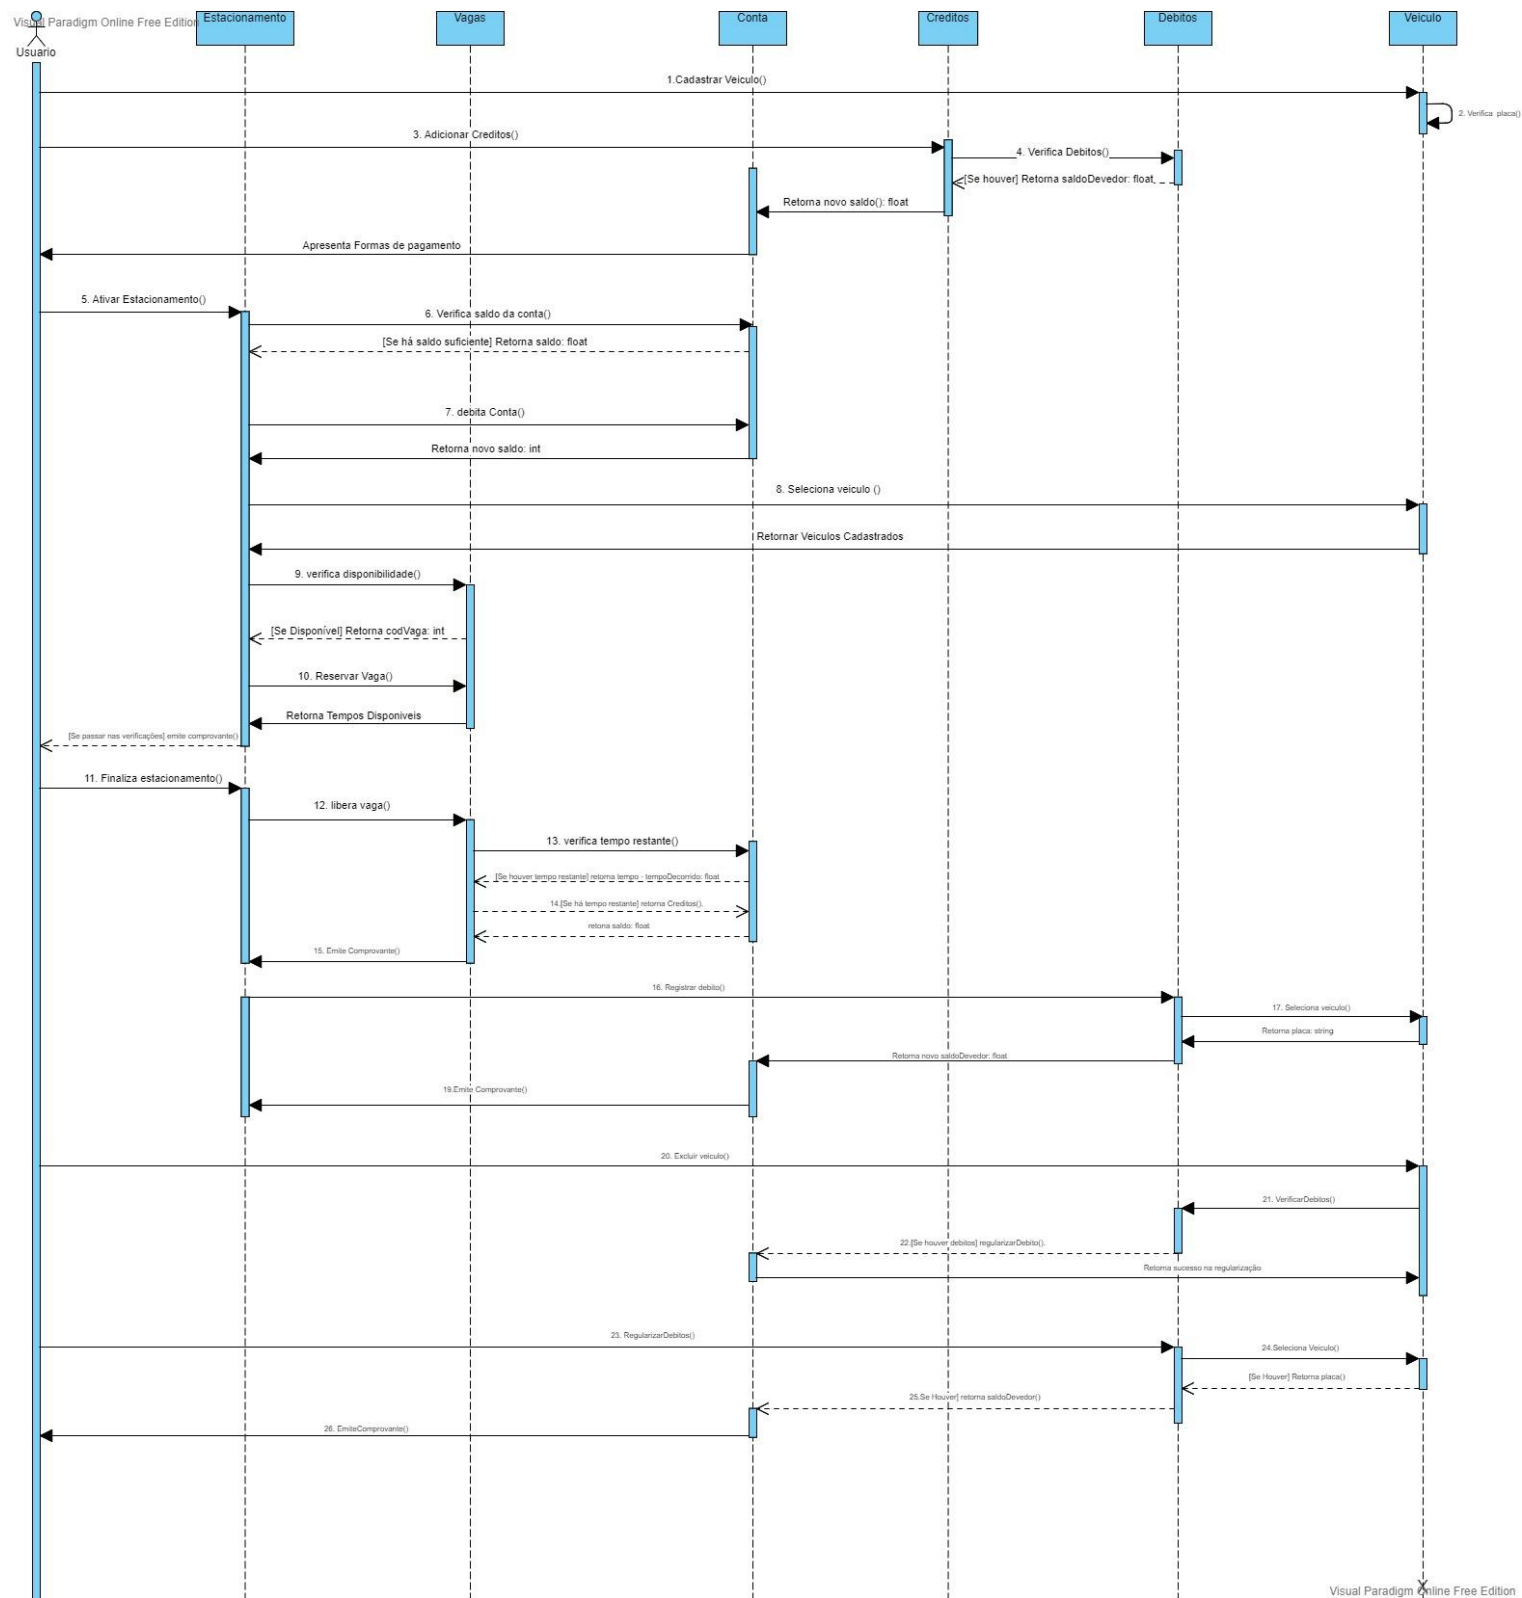 Visual Paradigm Online Free Edition
Usuario
Estacionamento
Vagas
Conta
Creditos
Debitos
Veiculo
1.Cadastrar Veiculo()
2. Verifica placa()
3. Adicionar Creditos()
4. Verifica Debitos()
[Se houver] Retorna saldoDevedor: float
Retorna novo saldo(): float
Apresenta Formas de pagamento
5. Ativar Estacionamento()
6. Verifica saldo da conta()
[Se há saldo suficiente] Retorna saldo: float
7. debita Conta()
Retorna novo saldo: int
8. Seleciona veiculo ()
Retornar Veiculos Cadastrados
9. verifica disponibilidade()
[Se Disponível] Retorna codVaga: int
10. Reservar Vaga()
Retorna Tempos Disponiveis
[Se passar nas verificações] emite comprovante()
11. Finaliza estacionamento()
12. libera vaga()
13. verifica tempo restante()
[Se houver tempo restante] retorna tempo - tempoDecorrido: float
14.[Se há tempo restante] retorna Creditos().
retona saldo: float
15. Emite Comprovante()
16. Registrar debito()
17. Seleciona veiculo()
Retorna placa: string
Retorna novo saldoDevedor: float
19.Emite Comprovante()
20. Excluir veiculo()
21. VerificarDebitos()
22.[Se houver debitos] regularizarDebito().
Retorna sucesso na regularização
23. RegularizarDebitos()
24.Seleciona Veiculo()
[Se Houver] Retorna placa()
25.Se Houver] retorna saldoDevedor()
26. EmiteComprovante()
Visual Paradigm Online Free Edition